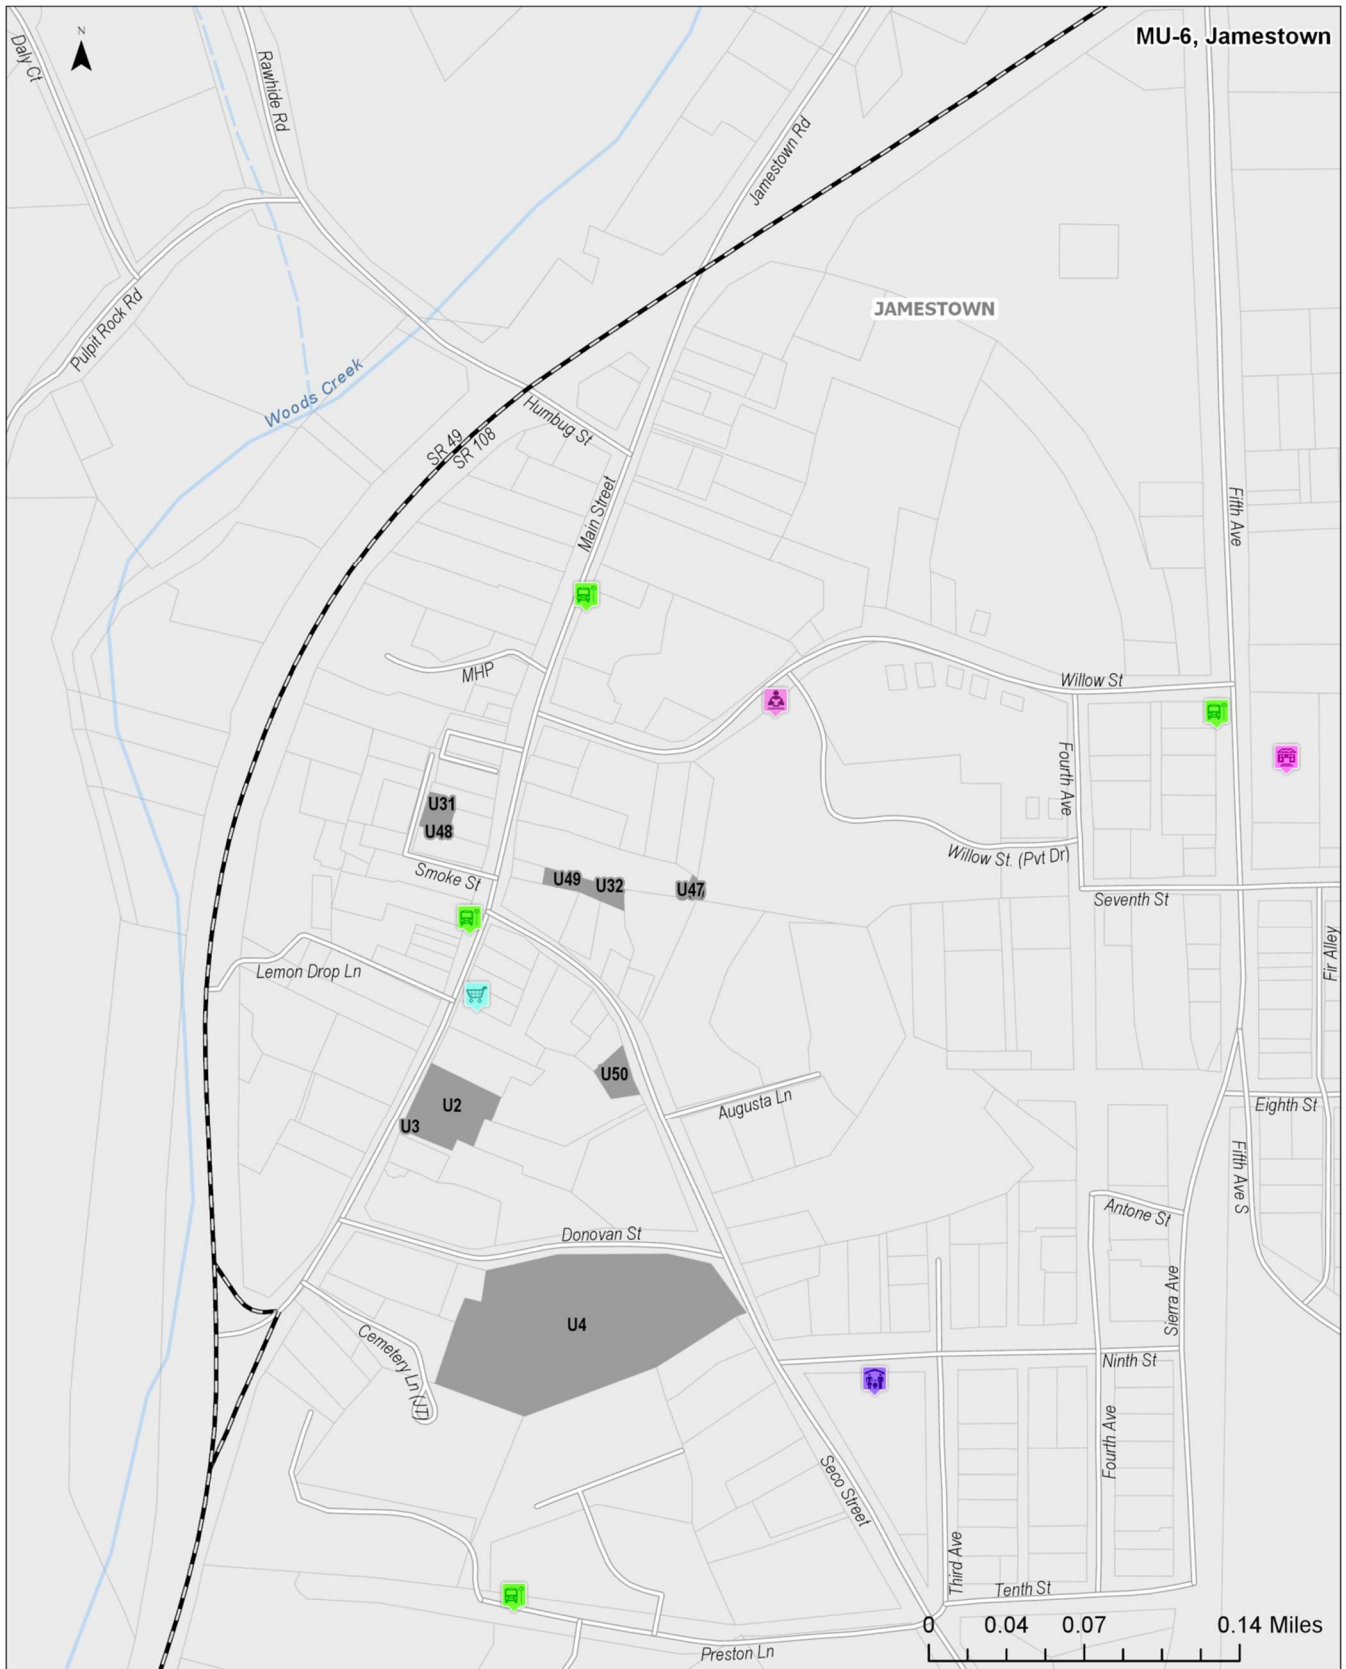 MU-6, Jamestown
N
Daly Ct
Rawhide Rd
Jamestown Rd
Pulpit Rock Rd
JAMESTOWN
Woods Creek
Humbug St
SR 49
SR 108
Main Street
Fifth Ave
MHP
Willow St
Fourth Ave
U31
U48
Willow St. (Pvt Dr)
Smoke St
U49
U32
U47
Seventh St
Fir Alley
Lemon Drop Ln
U50
U2
U3
Augusta Ln
Eighth St
Fifth Ave S
Antone St
Donovan St
Sierra Ave
U4
Cemetery Ln (JT)
Ninth St
Fourth Ave
Seco Street
Third Ave
Tenth St
Preston Ln
0 0.04 0.07 0.14 Miles